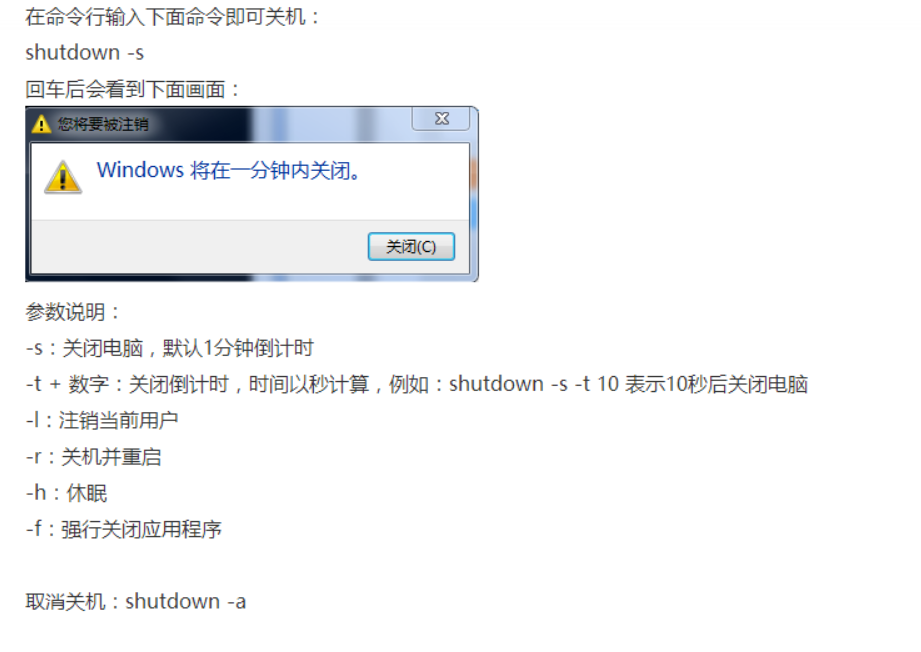 在命令行输入下面命令即可关机：
shutdown -s
回车后会看到下面画面：
您将要被注销
Windows 将在一分钟内关闭。
关闭(C)
参数说明：
-s：关闭电脑，默认1分钟倒计时
-t + 数字：关闭倒计时，时间以秒计算，例如：shutdown -s -t 10 表示10秒后关闭电脑
-l：注销当前用户
-r：关机并重启
-h：休眠
-f：强行关闭应用程序
取消关机：shutdown -a